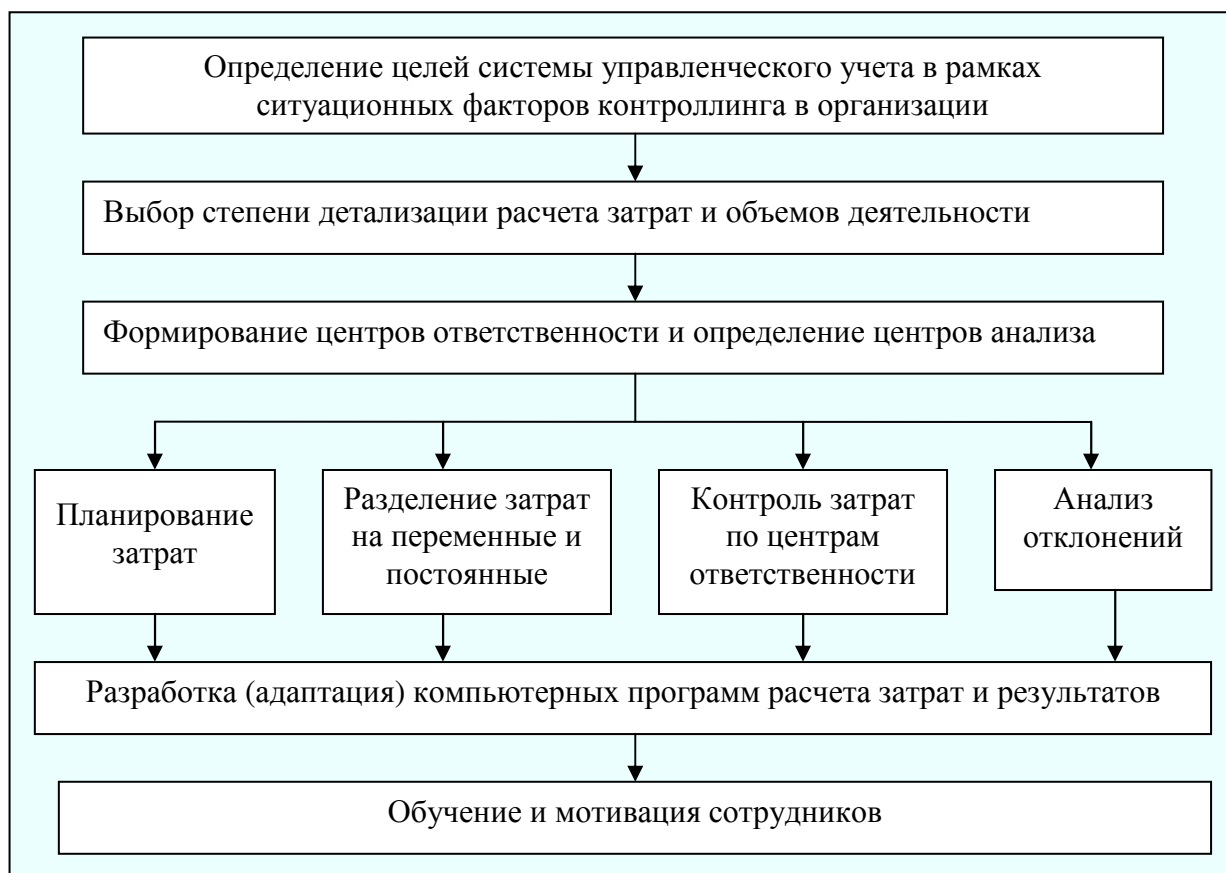 Определение целей системы управленческого учета в рамках
ситуационных факторов контроллинга в организации
Выбор степени детализации расчета затрат и объемов деятельности
Формирование центров ответственности и определение центров анализа
Планирование
затрат
Разделение затрат
на переменные и
постоянные
Контроль затрат
по центрам
ответственности
Анализ
отклонений
Разработка (адаптация) компьютерных программ расчета затрат и результатов
Обучение и мотивация сотрудников